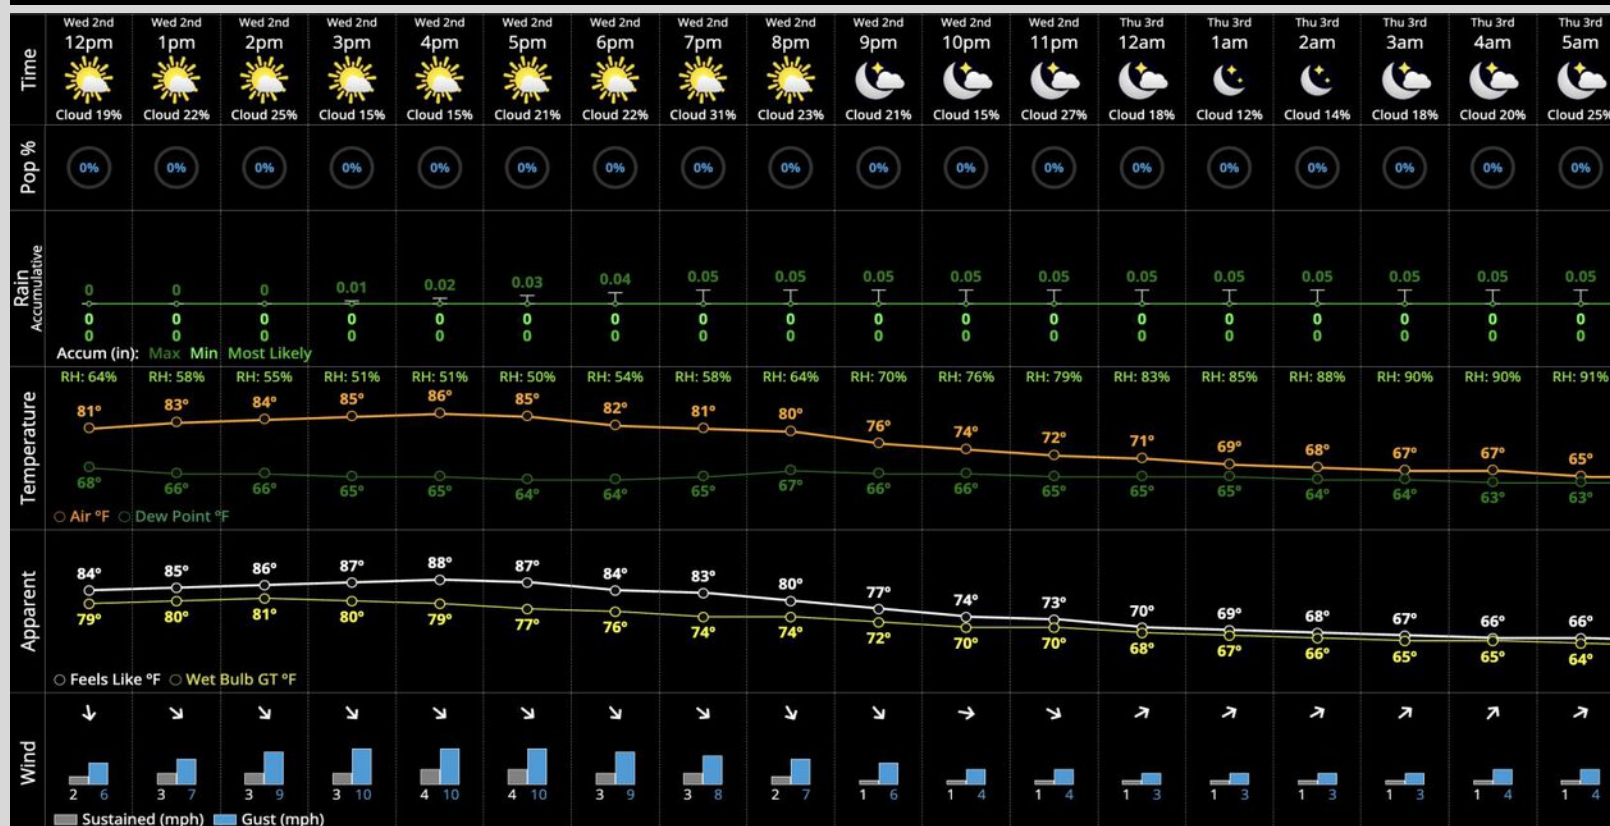 Wed 2nd Wed 2nd Wed 2nd Wed 2nd Wed 2nd Wed 2nd Wed 2nd Wed 2nd Wed 2nd Wed 2nd Wed 2nd Wed 2nd Thu 3rd Thu 3rd Thu 3rd Thu 3rd Thu 3rd Thu 3rd
12pm 1pm 2pm 3pm 4pm 5pm 6pm 7pm 8pm 9pm 10pm 11pm 12am 1am 2am 3am 4am 5am
Time
Cloud 19% Cloud 22% Cloud 25% Cloud 15% Cloud 15% Cloud 21% Cloud 22% Cloud 31% Cloud 23% Cloud 21% Cloud 15% Cloud 27% Cloud 18% Cloud 12% Cloud 14% Cloud 18% Cloud 20% Cloud 25%
Pop %
0% 0% 0% 0% 0% 0% 0% 0% 0% 0% 0% 0% 0% 0% 0% 0% 0% 0%
Rain
Accumulative
0 0 0 0.01 0.02 0.03 0.04 0.05 0.05 0.05 0.05 0.05 0.05 0.05 0.05 0.05 0.05 0.05
0 0 0 0 0 0 0 0 0 0 0 0 0 0 0 0 0 0
0 0 0 0 0 0 0 0 0 0 0 0 0 0 0 0 0 0
Accum (in): Max Min Most Likely
Temperature
RH: 64% RH: 58% RH: 55% RH: 51% RH: 51% RH: 50% RH: 54% RH: 58% RH: 64% RH: 70% RH: 76% RH: 79% RH: 83% RH: 85% RH: 88% RH: 90% RH: 90% RH: 91%
81° 83° 84° 85° 86° 85° 82° 81° 80° 76° 74° 72° 71° 69° 68° 67° 67° 65°
68° 66° 66° 65° 65° 64° 64° 65° 67° 66° 66° 65° 65° 65° 64° 64° 63° 63°
Air ºF Dew Point ºF
Apparent
84° 85° 86° 87° 88° 87° 84° 83° 80° 77° 74° 73° 70° 69° 68° 67° 66° 66°
79° 80° 81° 80° 79° 77° 76° 74° 74° 72° 70° 70° 68° 67° 66° 65° 65° 64°
Feels Like ºF Wet Bulb GT ºF
Wind
2 6 3 7 3 9 3 10 4 10 4 10 3 9 3 8 2 7 1 6 1 4 1 4 1 3 1 3 1 3 1 3 1 4 1 4
Sustained (mph) Gust (mph)